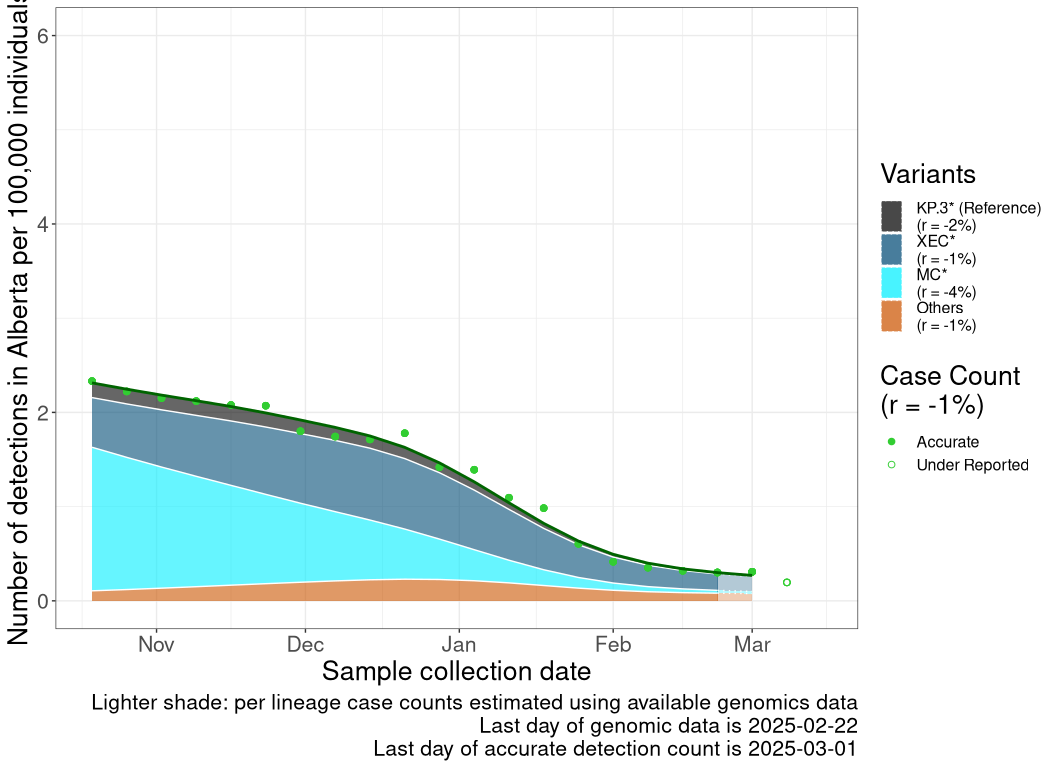 Number of detections in Alberta per 100,000 individuals
6
4
2
0
Nov
Dec
Jan
Feb
Mar
Sample collection date
Lighter shade: per lineage case counts estimated using available genomics data
Last day of genomic data is 2025-02-22
Last day of accurate detection count is 2025-03-01
Variants
KP.3* (Reference)
(r = -2%)
XEC*
(r = -1%)
MC*
(r = -4%)
Others
(r = -1%)
Case Count
(r = -1%)
Accurate
Under Reported